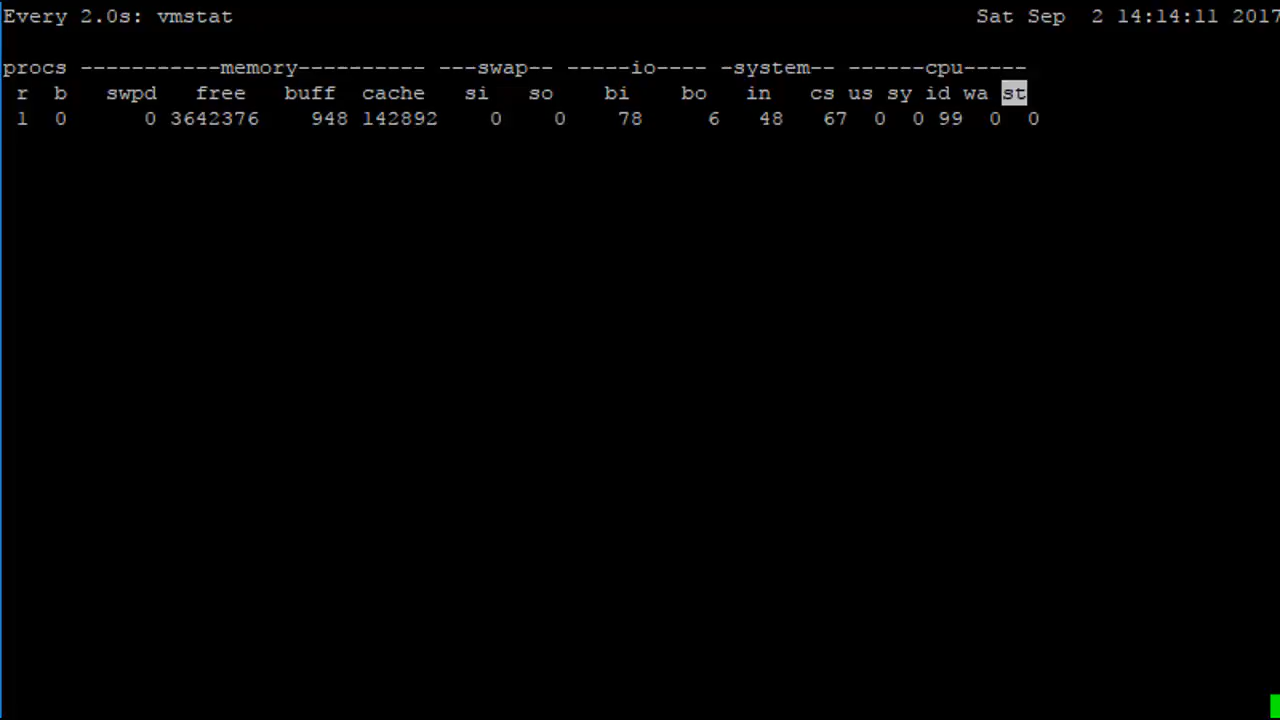 Every 2.0s: vmstat Sat Sep 2 14:14:11 2017
procs -----------memory---------- ---swap-- -----io---- -system-- ------cpu-----
r b swpd free buff cache si so bi bo in cs us sy id wa st
1 0 0 3642376 948 142892 0 0 78 6 48 67 0 0 99 0 0